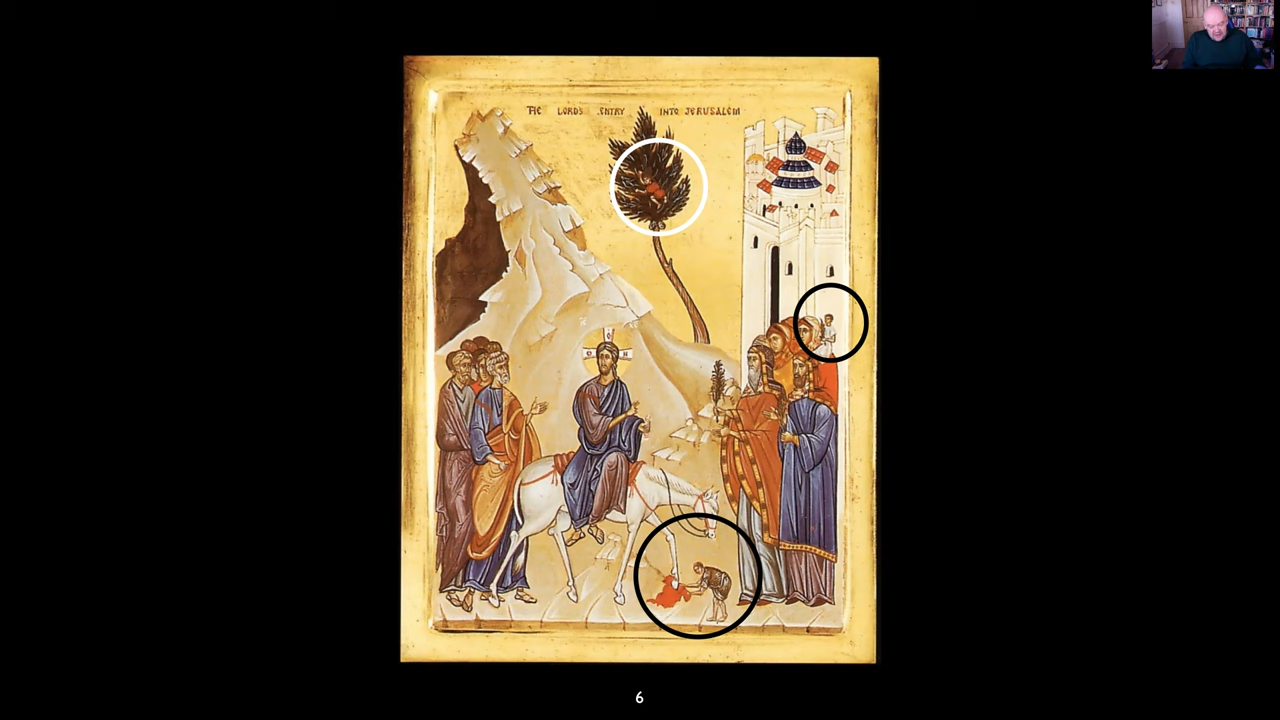 THE LORD'S ENTRY INTO JERUSALEM
Ο
Ο Η
6